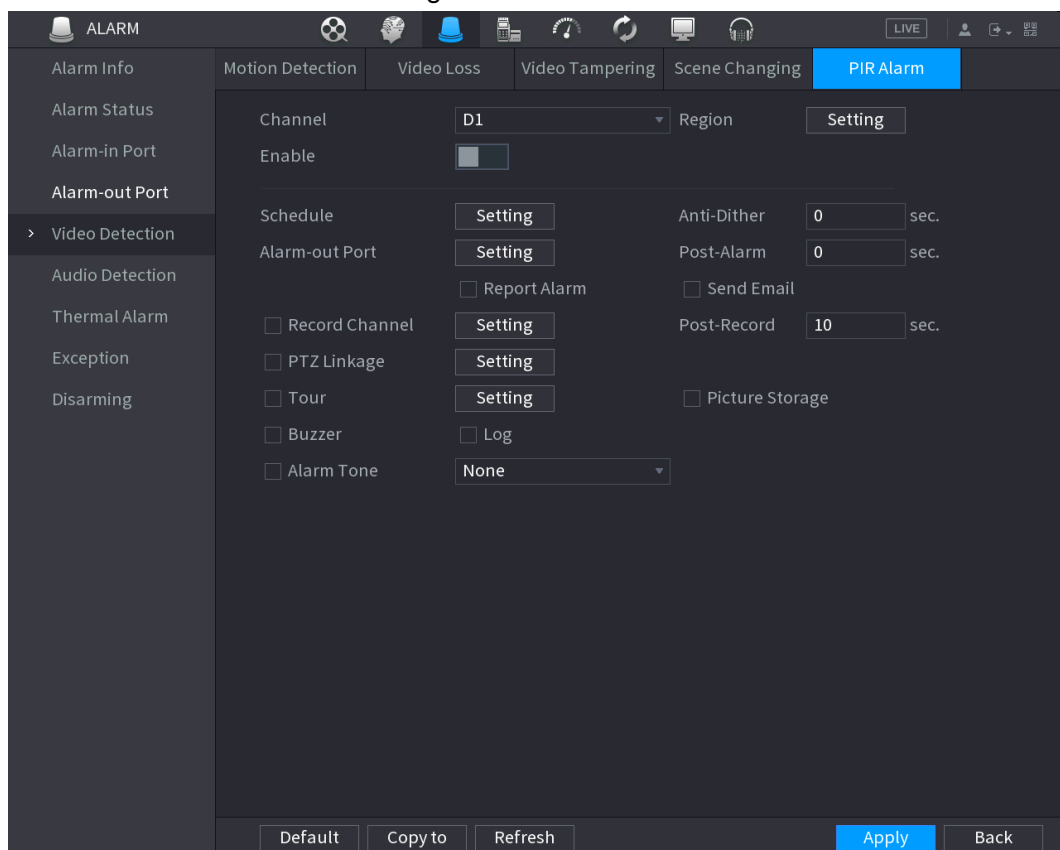 ALARM
LIVE
Alarm Info
Motion Detection Video Loss Video Tampering Scene Changing PIR Alarm
Alarm Status
Channel D1 Region Setting
Alarm-in Port
Enable
Alarm-out Port
Schedule Setting Anti-Dither 0 sec.
> Video Detection
Alarm-out Port Setting Post-Alarm 0 sec.
Audio Detection
Report Alarm Send Email
Thermal Alarm
Record Channel Setting Post-Record 10 sec.
Exception
PTZ Linkage Setting
Disarming
Tour Setting Picture Storage
Buzzer Log
Alarm Tone None
Default Copy to Refresh Apply Back